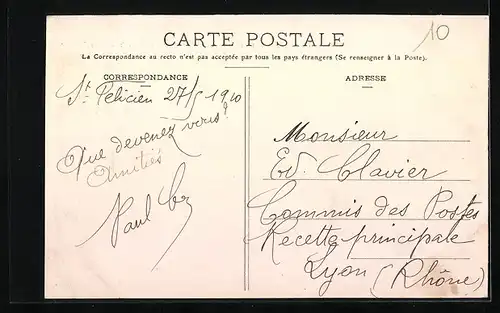 10
CARTE POSTALE
La Correspondance au recto n'est pas acceptée par tous les pays étrangers (Se renseigner à la Poste).
CORRESPONDANCE
ADRESSE
St Félicien 27/5 1910
Que devenez vous?
Amitiés
Paul
Monsieur
Ed. Clavier
Commis des Postes
Recette principale
Lyon (Rhône)